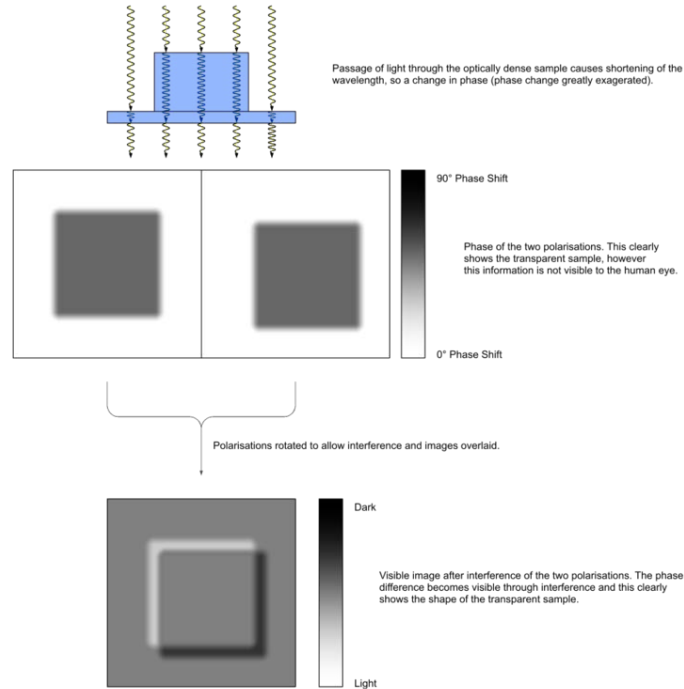 Passage of light through the optically dense sample causes shortening of the
wavelength, so a change in phase (phase change greatly exagerated).
90° Phase Shift
Phase of the two polarisations. This clearly
shows the transparent sample, however
this information is not visible to the human eye.
0° Phase Shift
Polarisations rotated to allow interference and images overlaid.
Dark
Visible image after interference of the two polarisations. The phase
difference becomes visible through interference and this clearly
shows the shape of the transparent sample.
Light